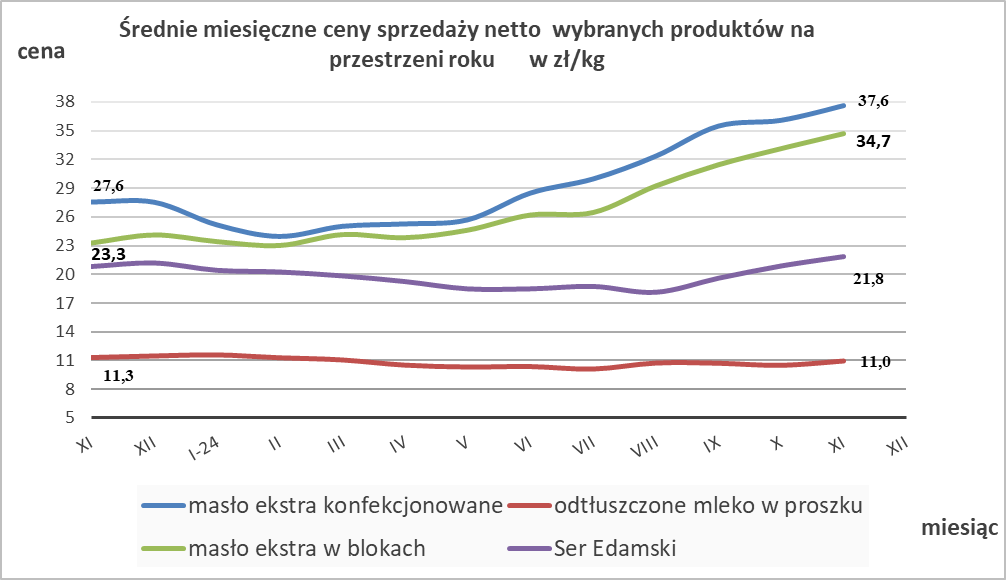 Średnie miesięczne ceny sprzedaży netto wybranych produktów na
przestrzeni roku w zł/kg
cena
38
35
32
29
26
23
20
17
14
11
8
5
27,6
23,3
11,3
37,6
34,7
21,8
11,0
XI XII I-24 II III IV V VI VII VIII IX X XI XII
masło ekstra konfekcjonowane odtłuszczone mleko w proszku
masło ekstra w blokach Ser Edamski
miesiąc